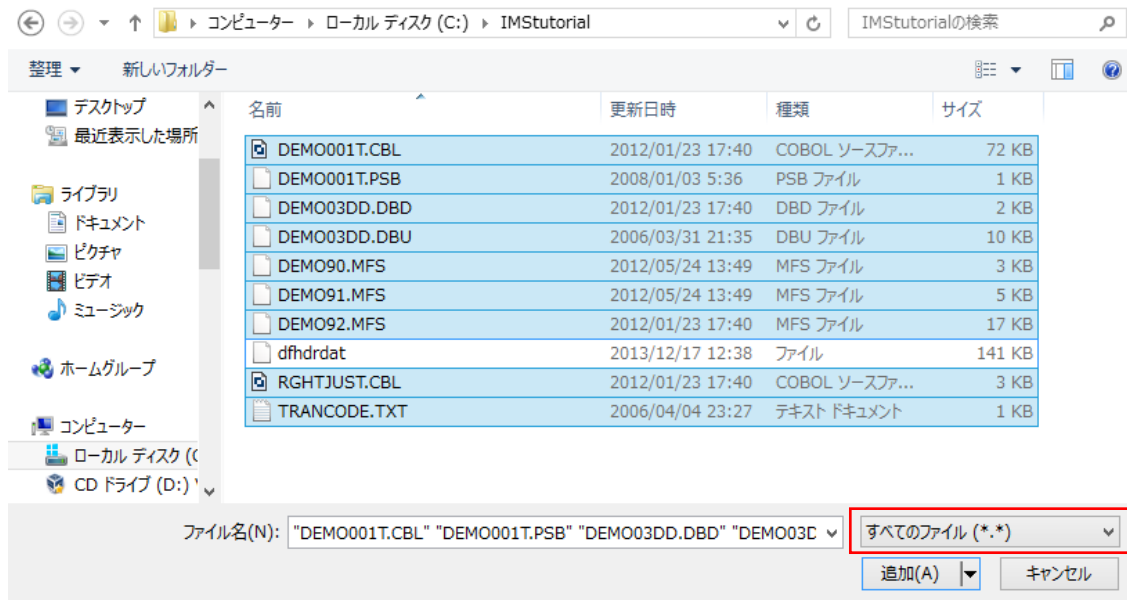 コンピューター ▸ ローカル ディスク (C:) ▸ IMStutorial
IMStutorialの検索
整理 新しいフォルダー
デスクトップ
最近表示した場所
ライブラリ
ドキュメント
ピクチャ
ビデオ
ミュージック
ホームグループ
コンピューター
ローカル ディスク (C
CD ドライブ (D:) \
名前 更新日時 種類 サイズ
DEMO001T.CBL 2012/01/23 17:40 COBOL ソースファ... 72 KB
DEMO001T.PSB 2008/01/03 5:36 PSB ファイル 1 KB
DEMO03DD.DBD 2012/01/23 17:40 DBD ファイル 2 KB
DEMO03DD.DBU 2006/03/31 21:35 DBU ファイル 10 KB
DEMO90.MFS 2012/05/24 13:49 MFS ファイル 3 KB
DEMO91.MFS 2012/05/24 13:49 MFS ファイル 5 KB
DEMO92.MFS 2012/01/23 17:40 MFS ファイル 17 KB
dfhdrdat 2013/12/17 12:38 ファイル 141 KB
RGHTJUST.CBL 2012/01/23 17:40 COBOL ソースファ... 3 KB
TRANCODE.TXT 2006/04/04 23:27 テキスト ドキュメント 1 KB
ファイル名(N): "DEMO001T.CBL" "DEMO001T.PSB" "DEMO03DD.DBD" "DEMO03D
すべてのファイル (*.*)
追加(A) キャンセル